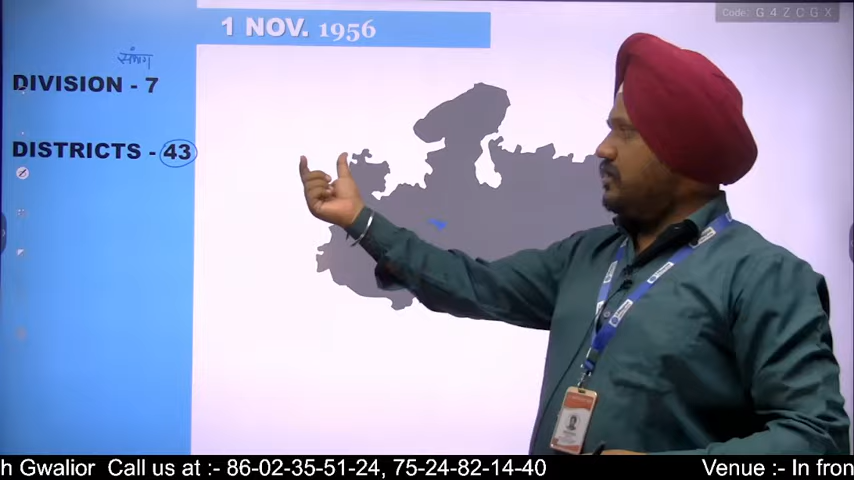 Code: G 4 Z C G X
1 NOV. 1956
संभाग
DIVISION - 7
DISTRICTS - 43
h Gwalior Call us at :- 86-02-35-51-24, 75-24-82-14-40 Venue :- In fron